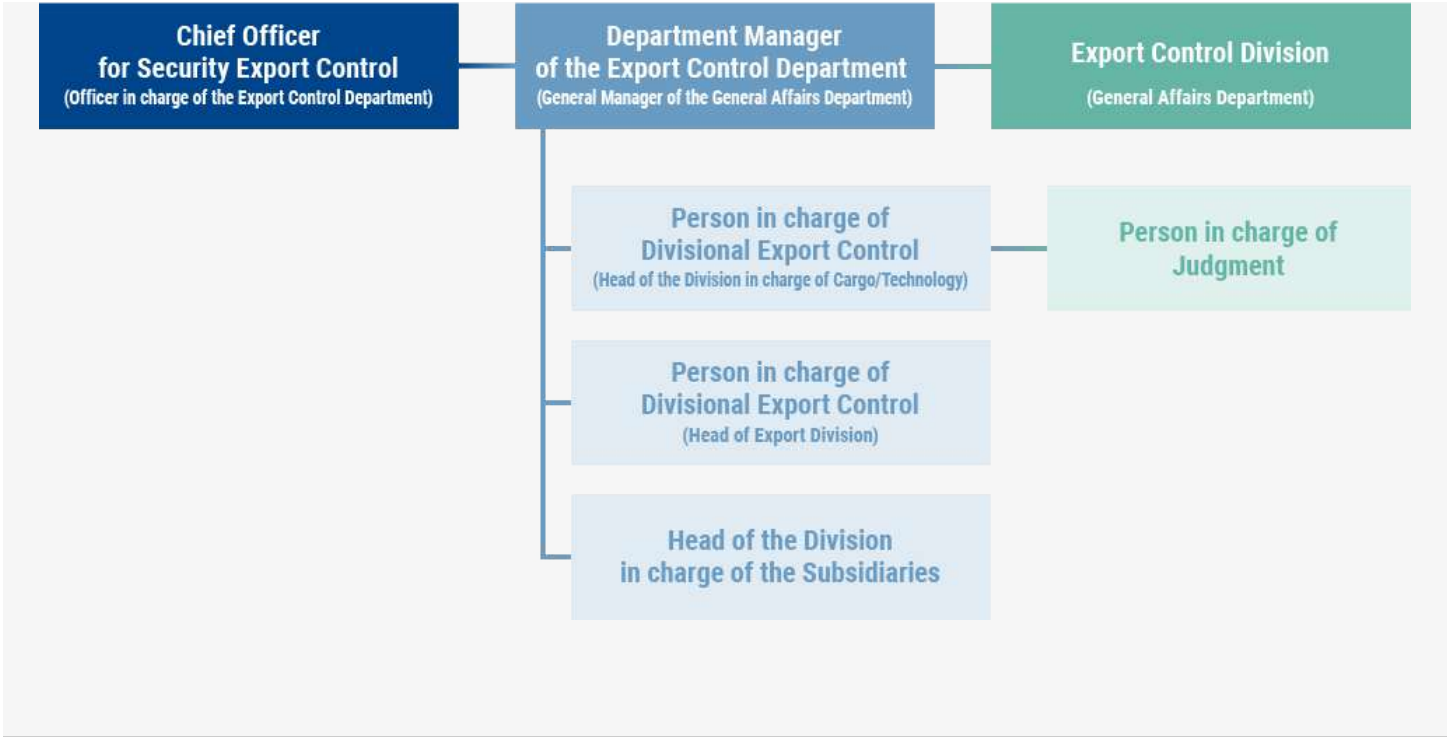 Chief Officer
for Security Export Control
(Officer in charge of the Export Control Department)
Department Manager
of the Export Control Department
(General Manager of the General Affairs Department)
Export Control Division
(General Affairs Department)
Person in charge of
Divisional Export Control
(Head of the Division in charge of Cargo/Technology)
Person in charge of
Judgment
Person in charge of
Divisional Export Control
(Head of Export Division)
Head of the Division
in charge of the Subsidiaries